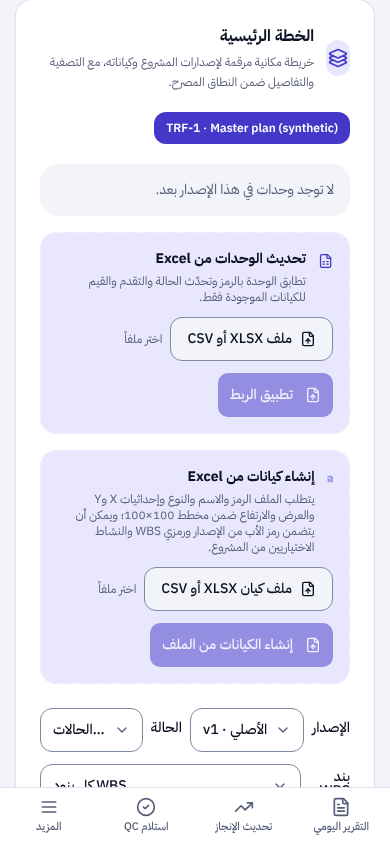 الخطة الرئيسية
خريطة مكانية مرقمة لإصدارات المشروع وكياناته، مع التصفية
والتفاصيل ضمن النطاق المصرح.
TRF-1 · Master plan (synthetic)
لا توجد وحدات في هذا الإصدار بعد.
تحديث الوحدات من Excel
تطابق الوحدة بالرمز وتحدّث الحالة والتقدم والقيم
للكيانات الموجودة فقط.
ملف XLSX أو CSV
اختر ملفاً
تطبيق الربط
إنشاء كيانات من Excel
يتطلب الملف الرمز والاسم والنوع وإحداثيات X وY
والعرض والارتفاع ضمن مخطط 100×100؛ ويمكن أن
يتضمن رمز الأب من الإصدار ورمزي WBS والنشاط
الاختياريين من المشروع.
ملف كيان XLSX أو CSV
اختر ملفاً
إنشاء الكيانات من الملف
الإصدار
الأصلي · v1
الحالة
...الحالات
بند
WBS
كل بنود WBS
التقرير اليومي
تحديث الإنجاز
استلام QC
المزيد